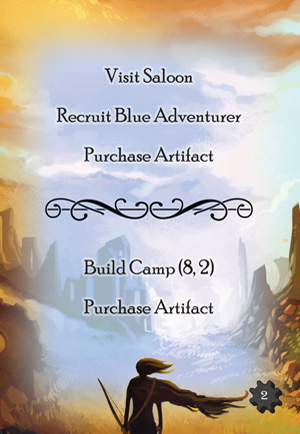 Visit Saloon
Recruit Blue Adventurer
Purchase Artifact
Build Camp (8, 2)
Purchase Artifact
2